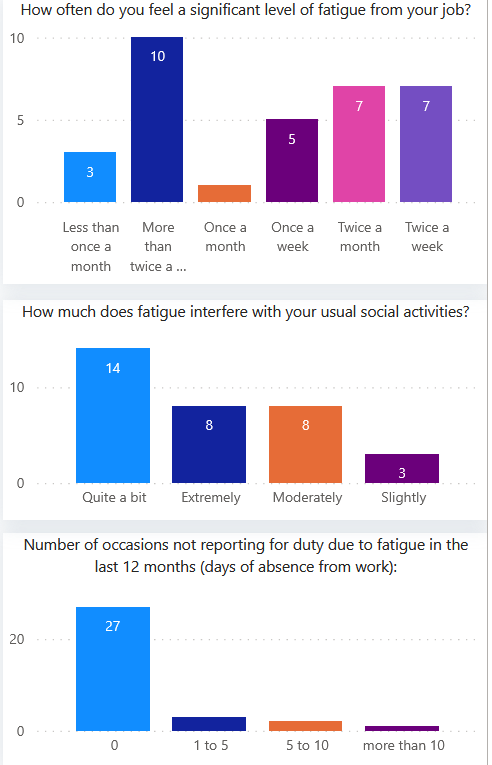 How often do you feel a significant level of fatigue from your job?
10
10
7
7
5
5
3
0
Less than More Once a Once a Twice a Twice a
once a than month week month week
month twice a ...
How much does fatigue interfere with your usual social activities?
14
10
8 8
3
0
Quite a bit Extremely Moderately Slightly
Number of occasions not reporting for duty due to fatigue in the
last 12 months (days of absence from work):
27
20
0
0 1 to 5 5 to 10 more than 10